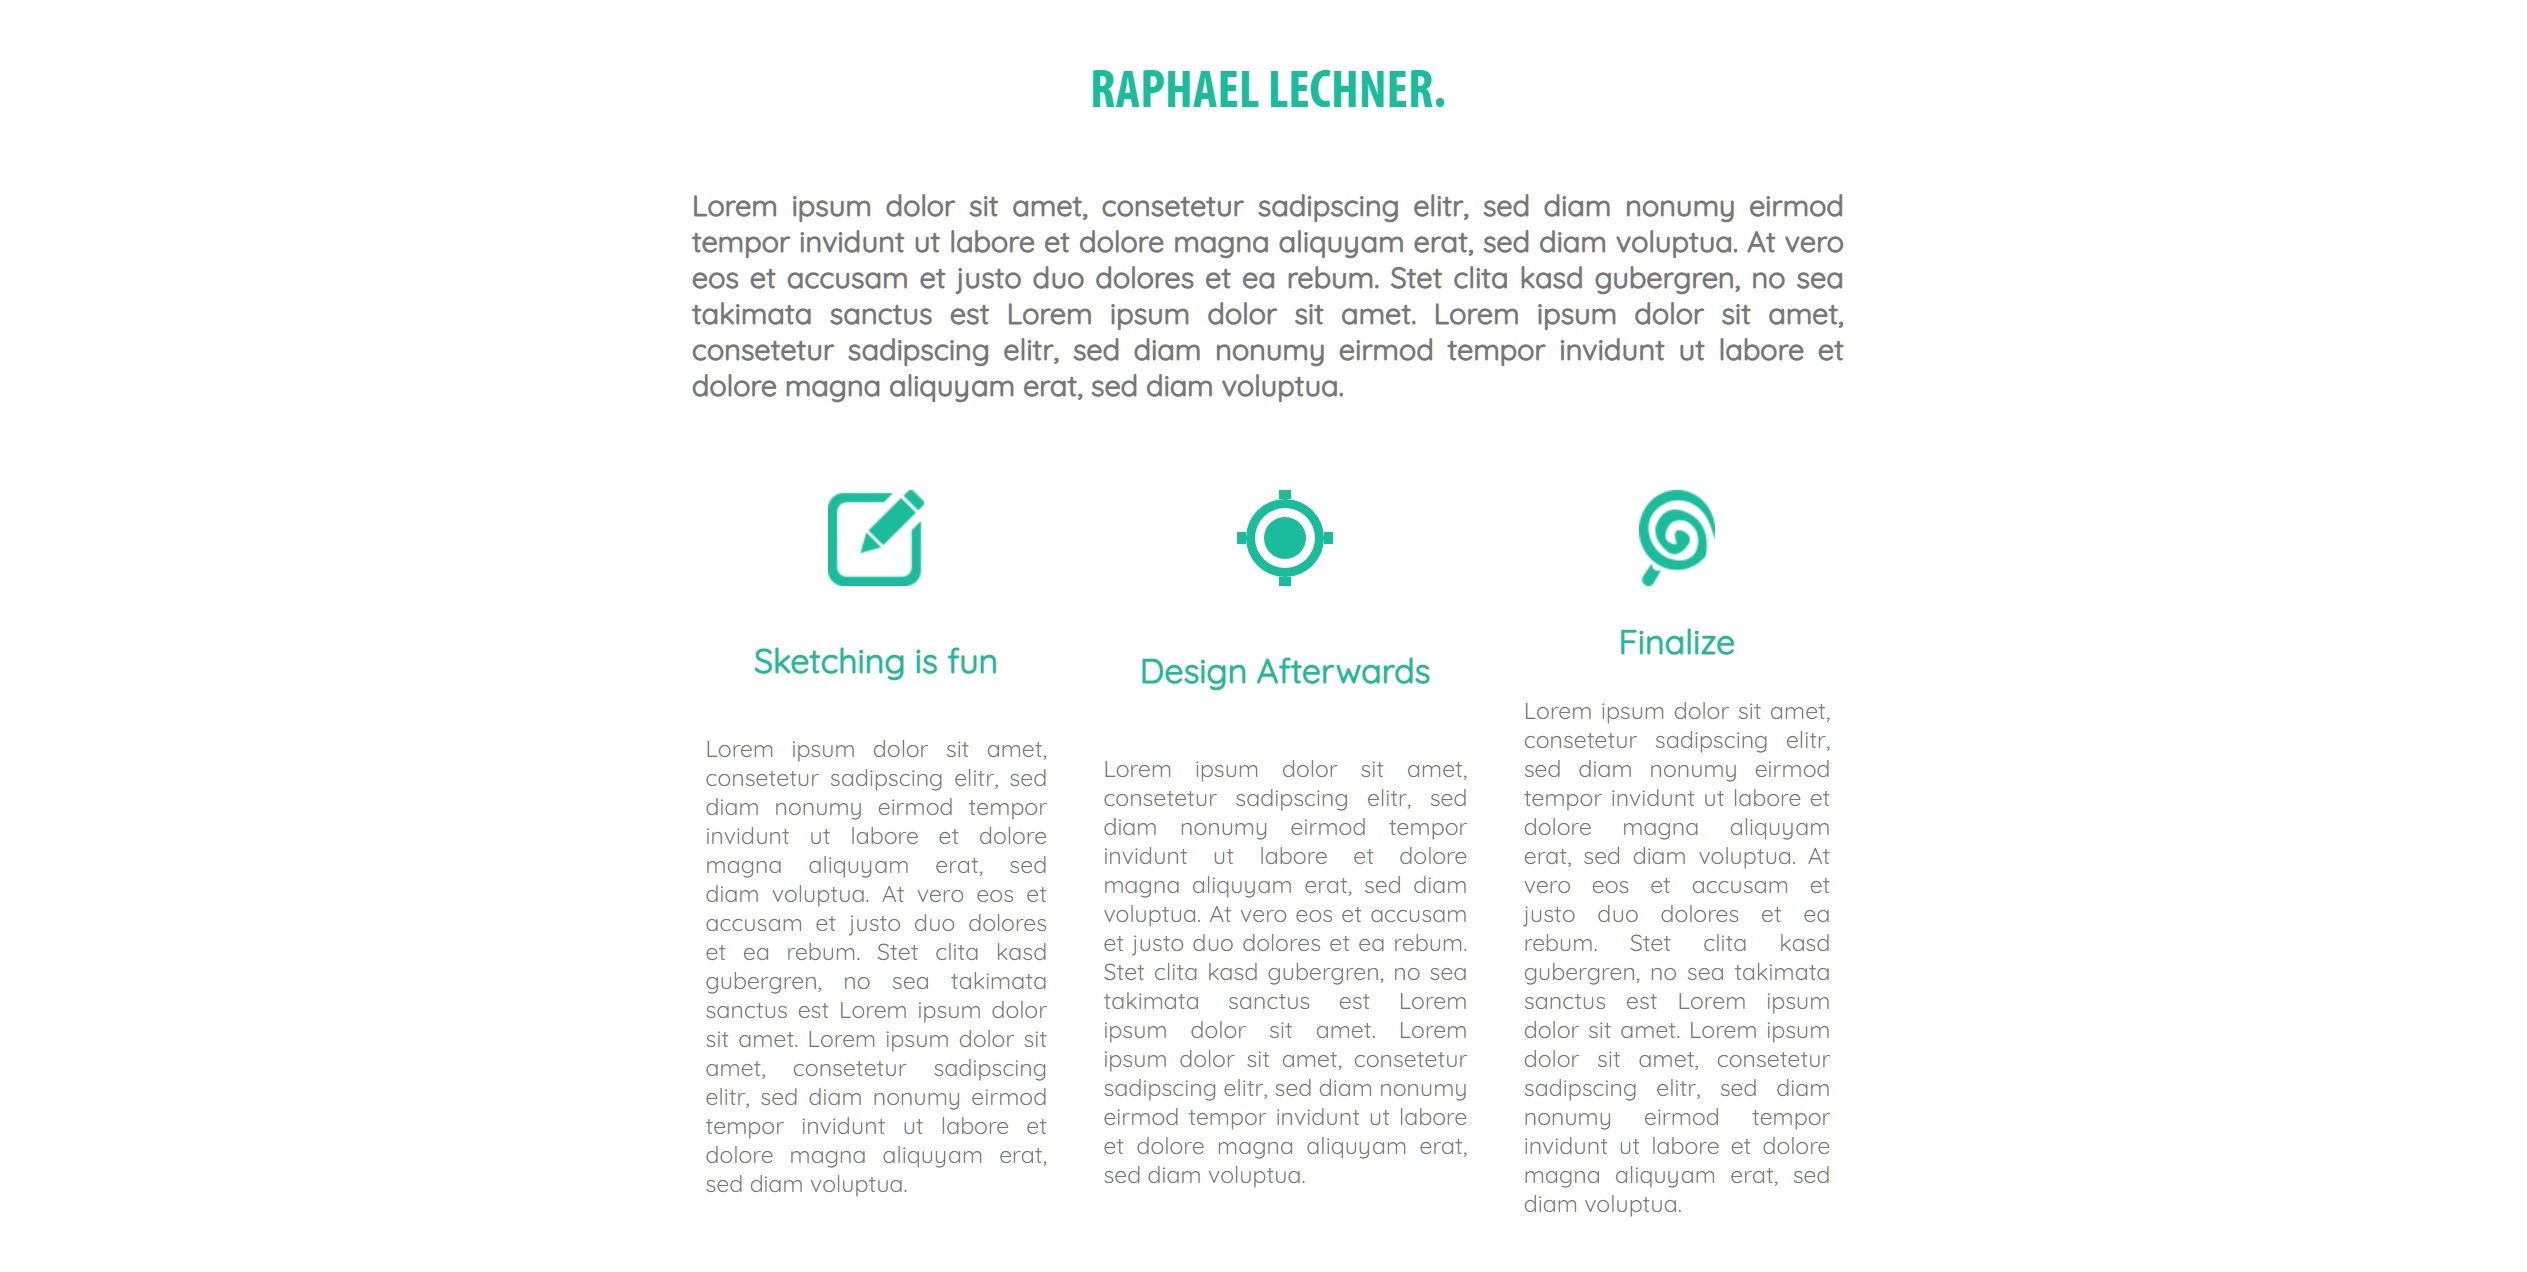 RAPHAEL LECHNER.
Lorem ipsum dolor sit amet, consetetur sadipscing elitr, sed diam nonumy eirmod
tempor invidunt ut labore et dolore magna aliquyam erat, sed diam voluptua. At vero
eos et accusam et justo duo dolores et ea rebum. Stet clita kasd gubergren, no sea
takimata sanctus est Lorem ipsum dolor sit amet. Lorem ipsum dolor sit amet,
consetetur sadipscing elitr, sed diam nonumy eirmod tempor invidunt ut labore et
dolore magna aliquyam erat, sed diam voluptua.
Sketching is fun
Lorem ipsum dolor sit amet,
consetetur sadipscing elitr, sed
diam nonumy eirmod tempor
invidunt ut labore et dolore
magna aliquyam erat, sed
diam voluptua. At vero eos et
accusam et justo duo dolores
et ea rebum. Stet clita kasd
gubergren, no sea takimata
sanctus est Lorem ipsum dolor
sit amet. Lorem ipsum dolor sit
amet, consetetur sadipscing
elitr, sed diam nonumy eirmod
tempor invidunt ut labore et
dolore magna aliquyam erat,
sed diam voluptua.
Design Afterwards
Lorem ipsum dolor sit amet,
consetetur sadipscing elitr, sed
diam nonumy eirmod tempor
invidunt ut labore et dolore
magna aliquyam erat, sed diam
voluptua. At vero eos et accusam
et justo duo dolores et ea rebum.
Stet clita kasd gubergren, no sea
takimata sanctus est Lorem
ipsum dolor sit amet. Lorem
ipsum dolor sit amet, consetetur
sadipscing elitr, sed diam nonumy
eirmod tempor invidunt ut labore
et dolore magna aliquyam erat,
sed diam voluptua.
Finalize
Lorem ipsum dolor sit amet,
consetetur sadipscing elitr,
sed diam nonumy eirmod
tempor invidunt ut labore et
dolore magna aliquyam
erat, sed diam voluptua. At
vero eos et accusam et
justo duo dolores et ea
rebum. Stet clita kasd
gubergren, no sea takimata
sanctus est Lorem ipsum
dolor sit amet. Lorem ipsum
dolor sit amet, consetetur
sadipscing elitr, sed diam
nonumy eirmod tempor
invidunt ut labore et dolore
magna aliquyam erat, sed
diam voluptua.